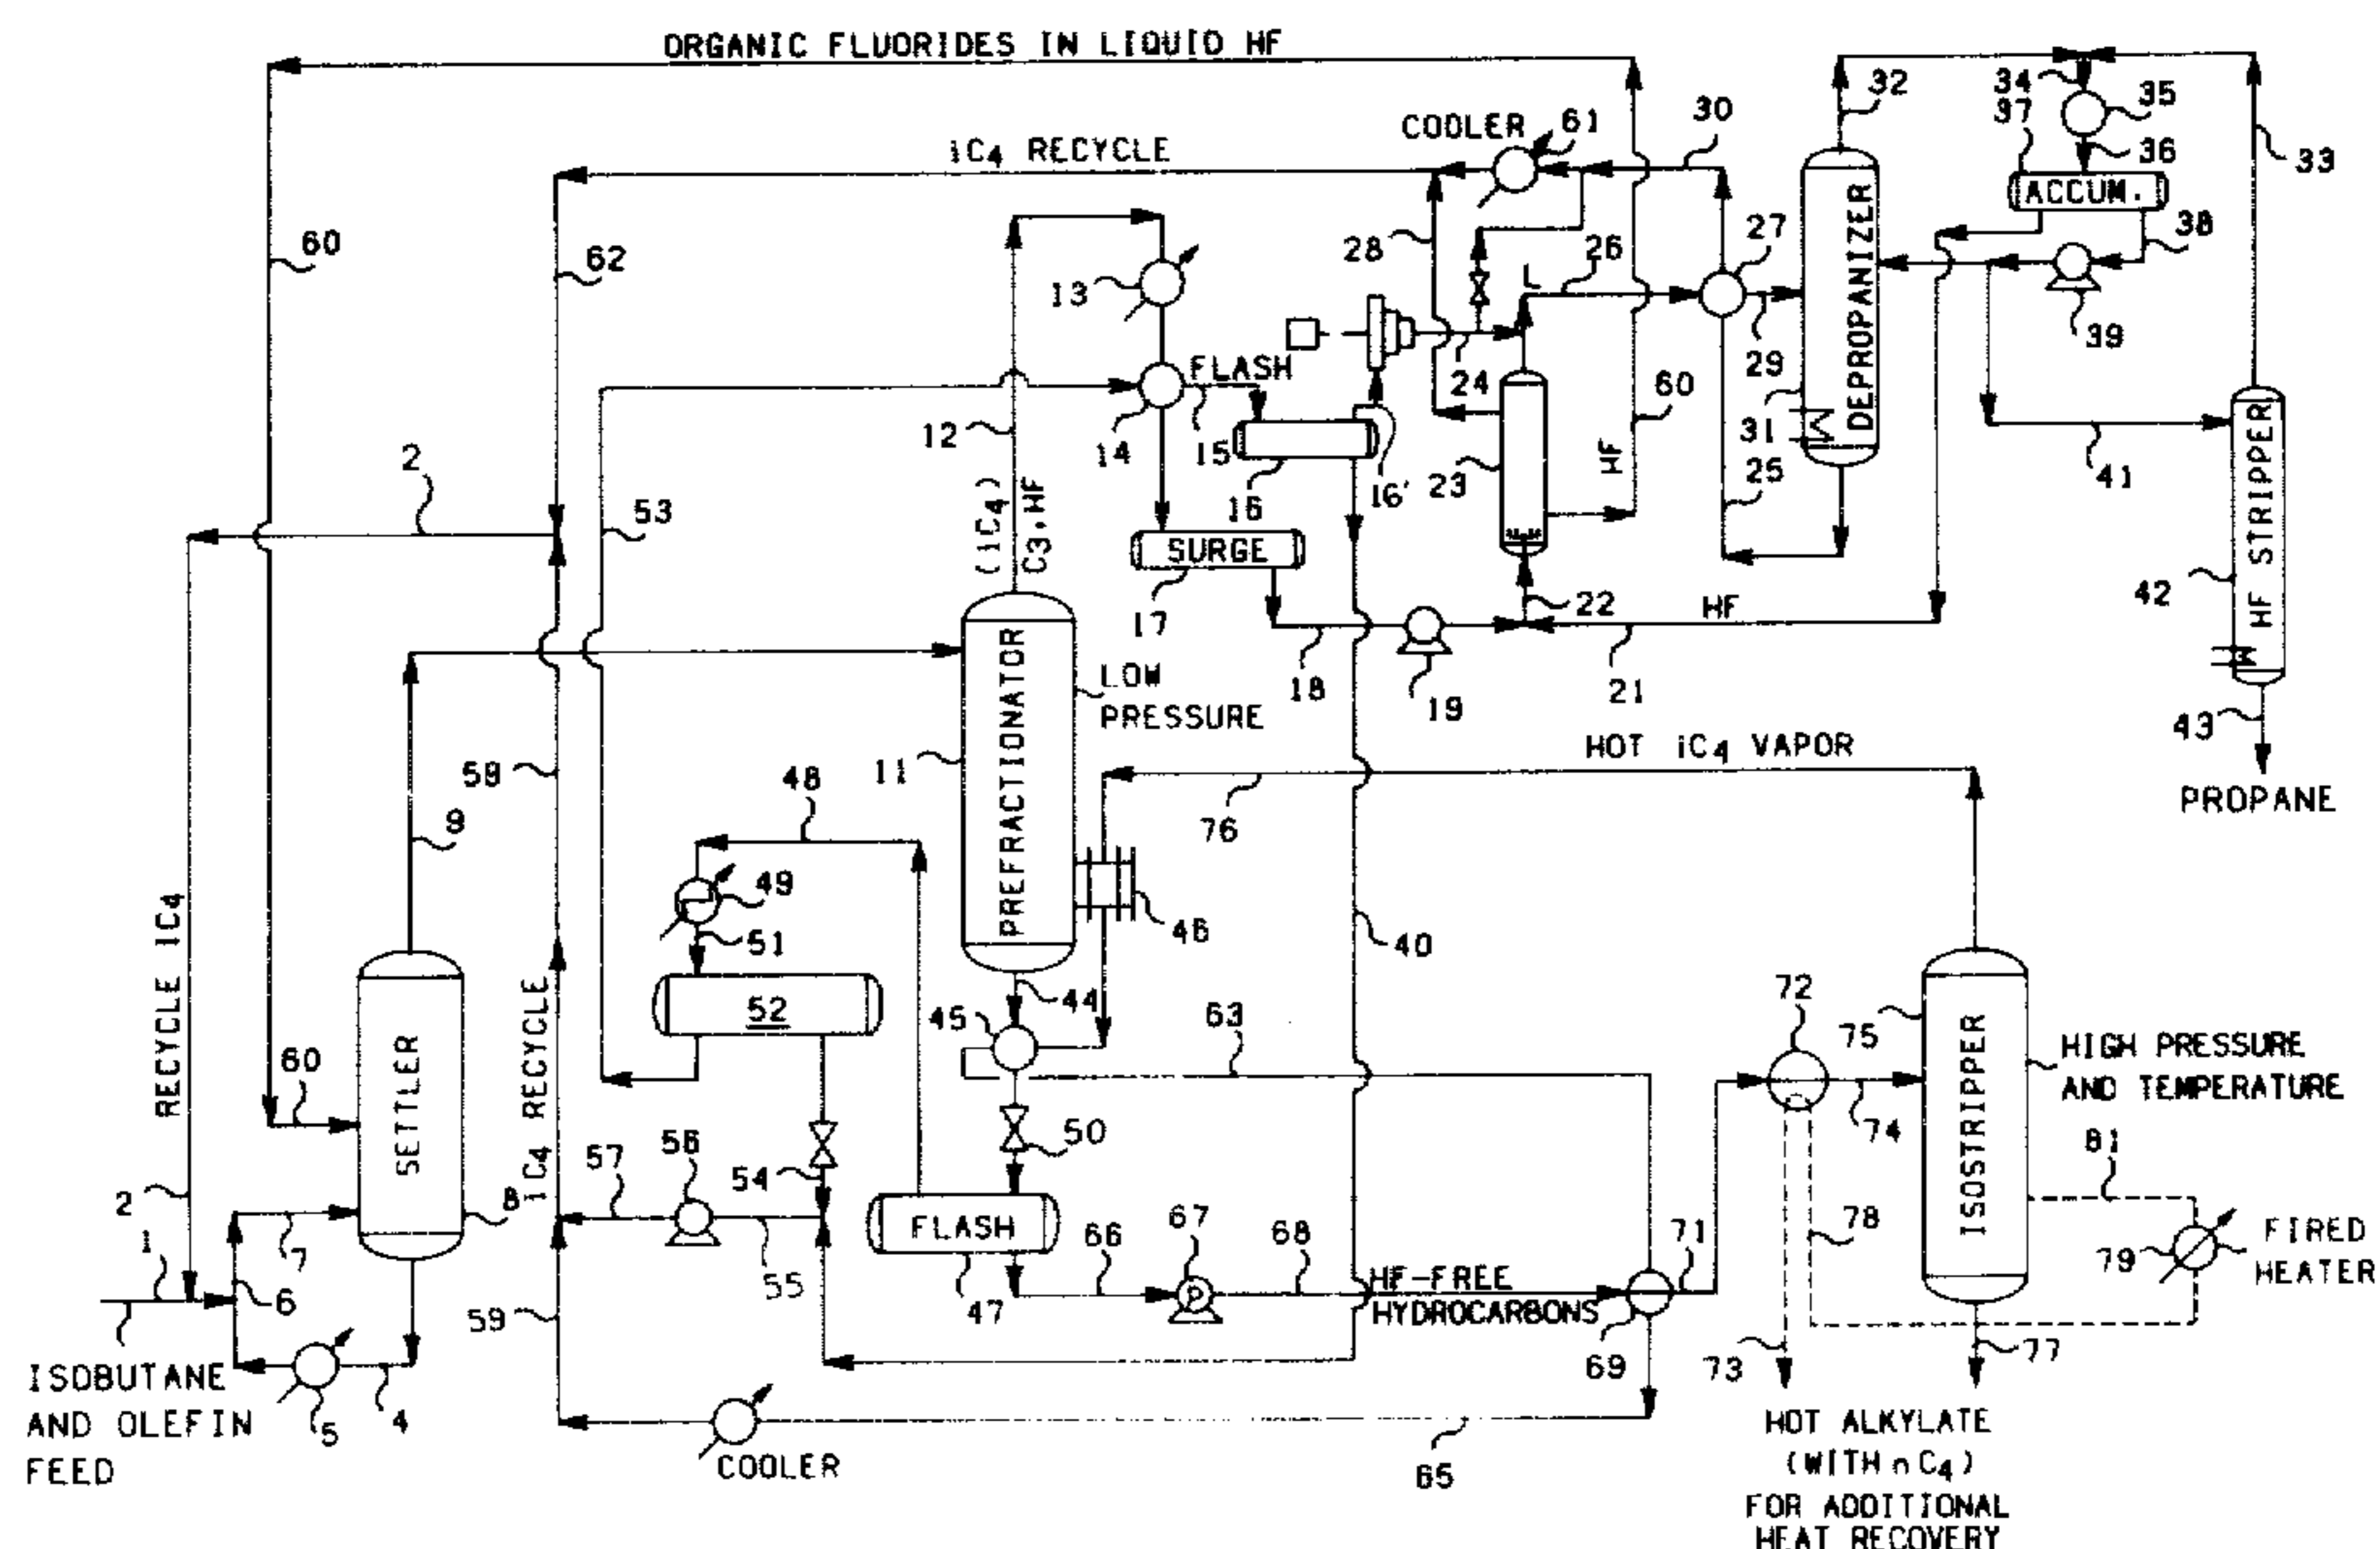 ORGANIC FLUORIDES IN LIQUID HF
32
34
37
35
36
33
30
COOLER
61
iC4 RECYCLE
ACCUM.
38
27
26
28
L
60
62
13
39
DEPROPANIZER
29
24
FLASH
60
12
14
15
31
25
41
2
53
(iC4)
C3,HF
16
16'
23
HF
HF STRIPPER
SURGE
42
17
22
HF
18
19
21
43
LOW
PRESSURE
PREFRACTIONATOR
11
HOT iC4 VAPOR
PROPANE
58
48
76
9
49
46
51
40
RECYCLE iC4
iC4 RECYCLE
52
44
45
63
72
75
HIGH PRESSURE
AND TEMPERATURE
ISOSTRIPPER
60
SETTLER
50
74
81
57
56
54
2
1
7
8
FLASH
66
67
P
68
71
78
79
FIRED
HEATER
6
55
47
HF-FREE
HYDROCARBONS
59
69
73
77
ISOBUTANE
AND OLEFIN
FEED
5
4
COOLER
65
HOT ALKYLATE
(WITH nC4)
FOR ADDITIONAL
HEAT RECOVERY